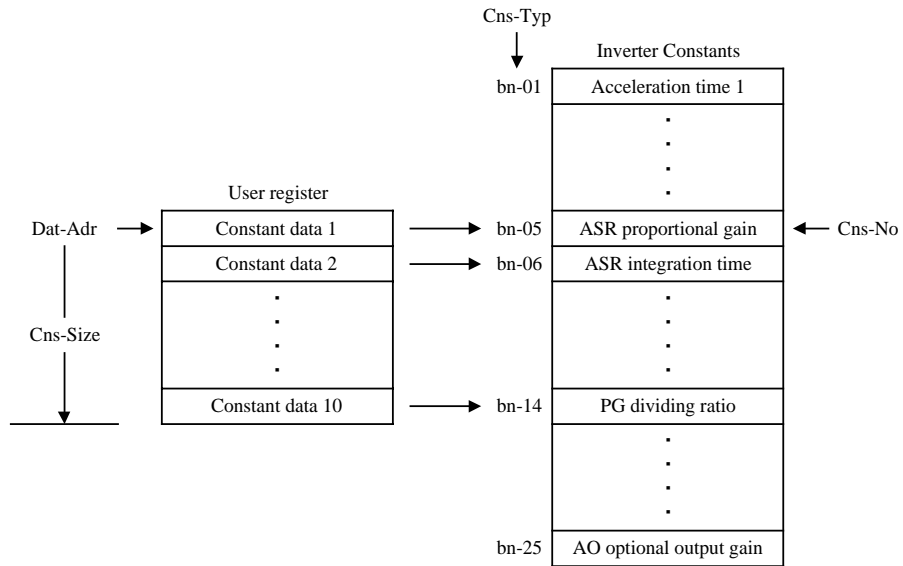 Cns-Typ
Inverter Constants
bn-01 Acceleration time 1
User register
Dat-Adr Constant data 1 bn-05 ASR proportional gain Cns-No
Constant data 2 bn-06 ASR integration time
Cns-Size
Constant data 10 bn-14 PG dividing ratio
bn-25 AO optional output gain